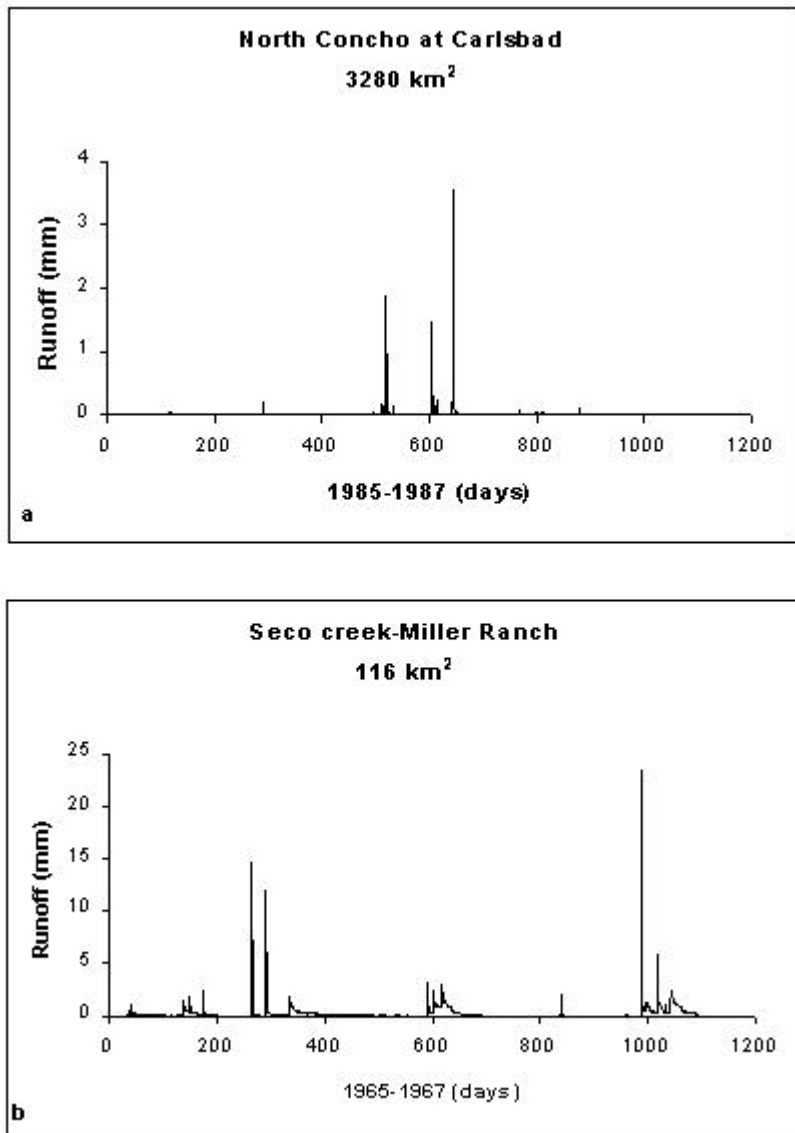 North Concho at Carlsbad
3280 km²
4
3
2
1
0
Runoff (mm)
0 200 400 600 800 1000 1200
1985-1987 (days)
a
Seco creek-Miller Ranch
116 km²
25
20
15
10
5
0
Runoff (mm)
0 200 400 600 800 1000 1200
1965-1967 (days)
b